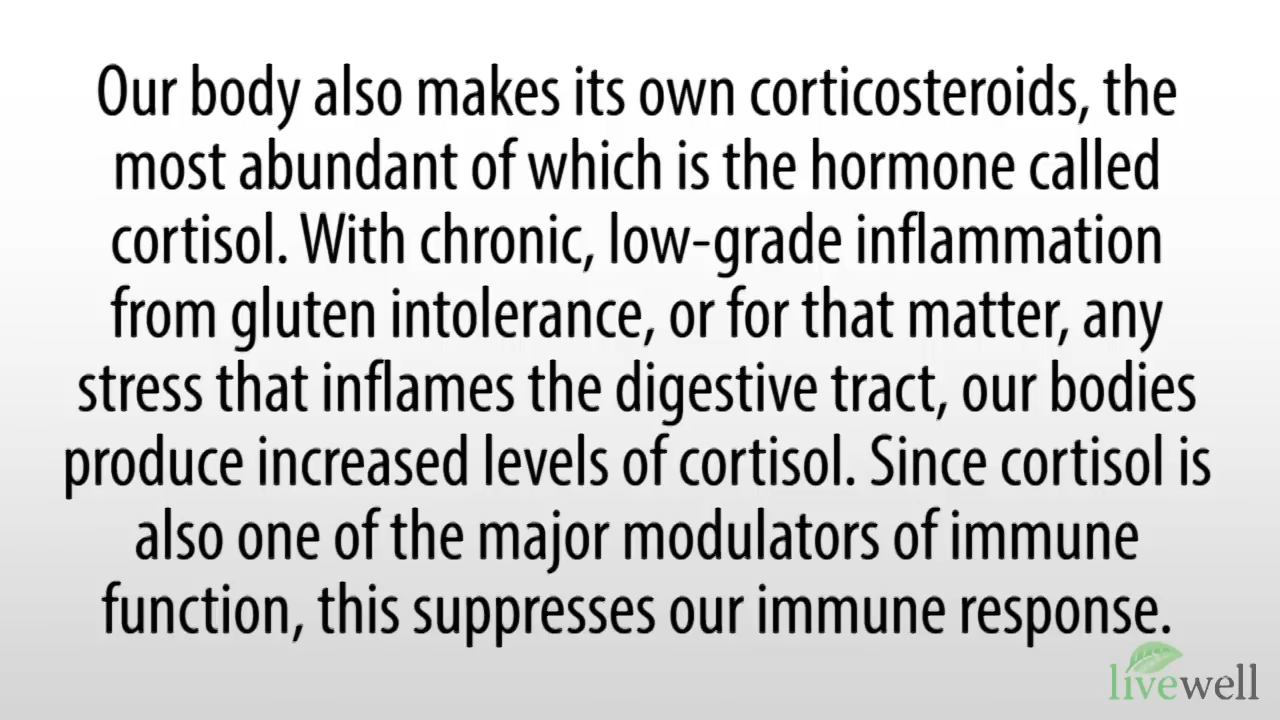 Our body also makes its own corticosteroids, the
most abundant of which is the hormone called
cortisol. With chronic, low-grade inflammation
from gluten intolerance, or for that matter, any
stress that inflames the digestive tract, our bodies
produce increased levels of cortisol. Since cortisol is
also one of the major modulators of immune
function, this suppresses our immune response.
livewell